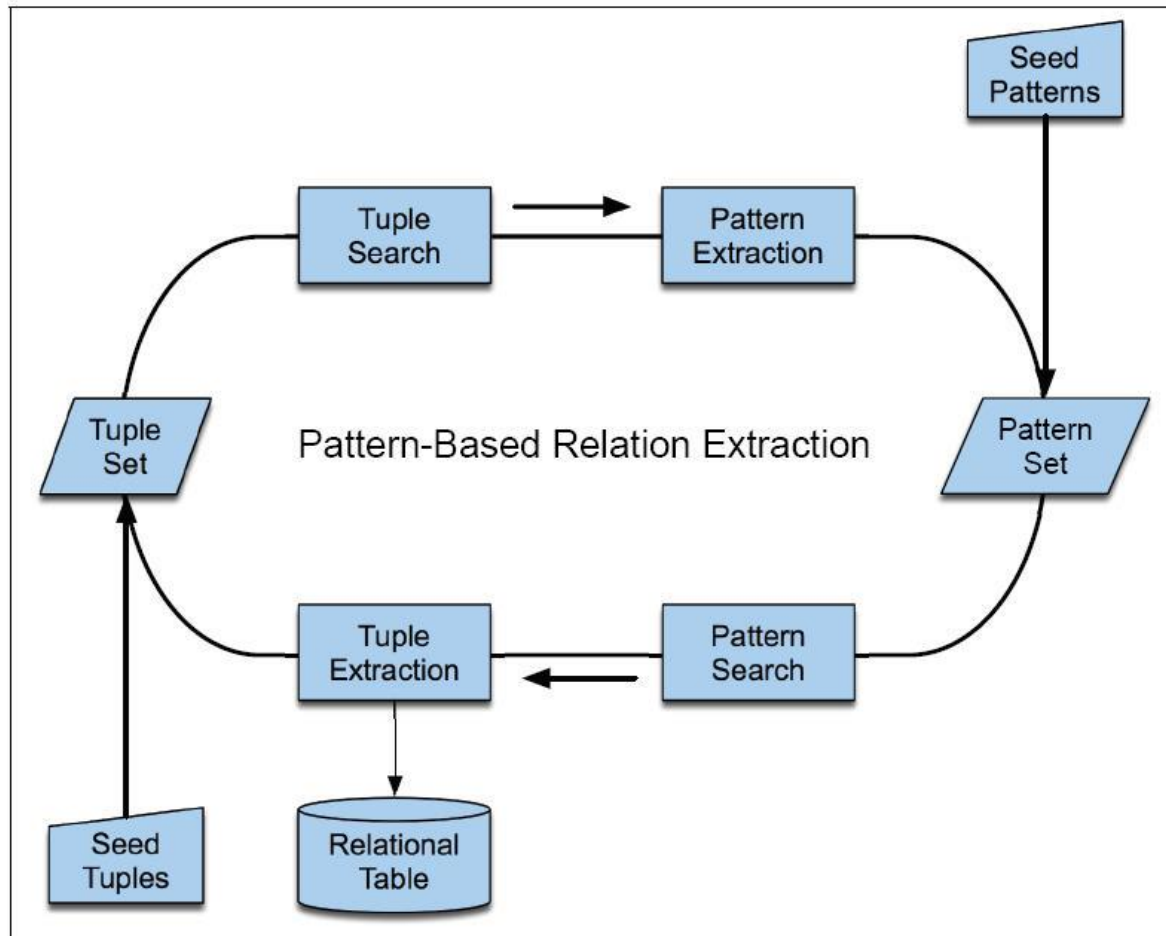 Seed
Patterns
Tuple
Search
Pattern
Extraction
Tuple
Set
Pattern-Based Relation Extraction
Pattern
Set
Tuple
Extraction
Pattern
Search
Seed
Tuples
Relational
Table